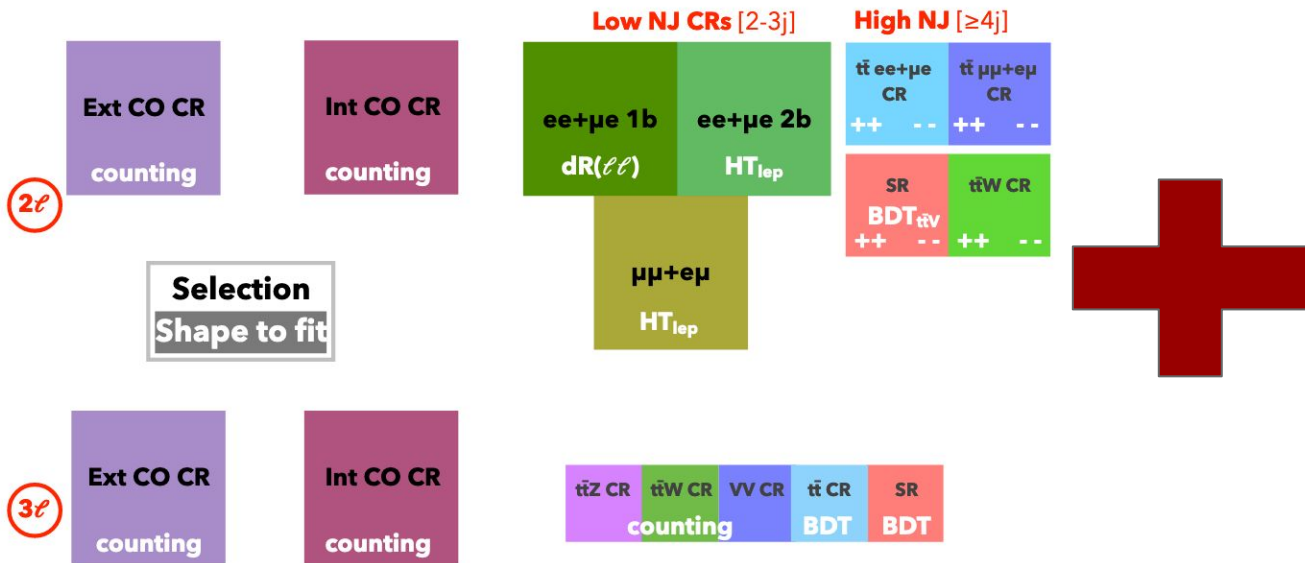 Low NJ CRs [2-3j]
High NJ [≥4j]
Ext CO CR
counting
Int CO CR
counting
ee+μe 1b
dR(ℓℓ)
ee+μe 2b
HTlep
tt̄ ee+μe
CR
++ --
tt̄ μμ+eμ
CR
++ --
2ℓ
SR
BDTtt̄V
++ --
tt̄W CR
++ --
μμ+eμ
HTlep
Selection
Shape to fit
3ℓ
Ext CO CR
counting
Int CO CR
counting
tt̄Z CR
tt̄W CR
VV CR
counting
tt̄ CR
BDT
SR
BDT